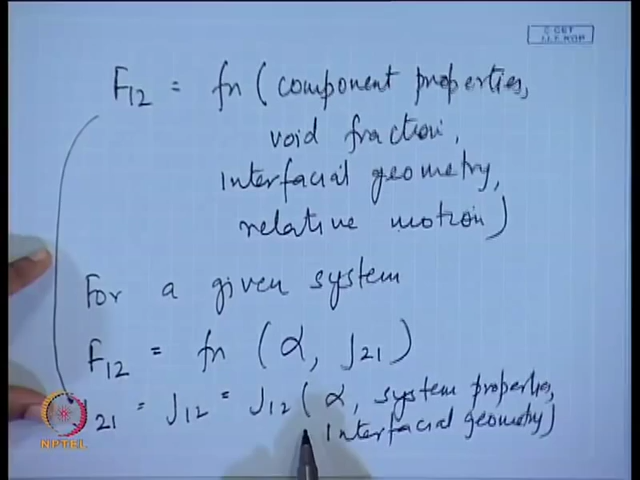 F12 = fn ( component properties,
void fraction,
interfacial geometry,
relative motion )
For a given system
F12 = fn ( α, J21 )
21 = J12 = J12 ( α, system properties,
interfacial geometry )
NPTEL